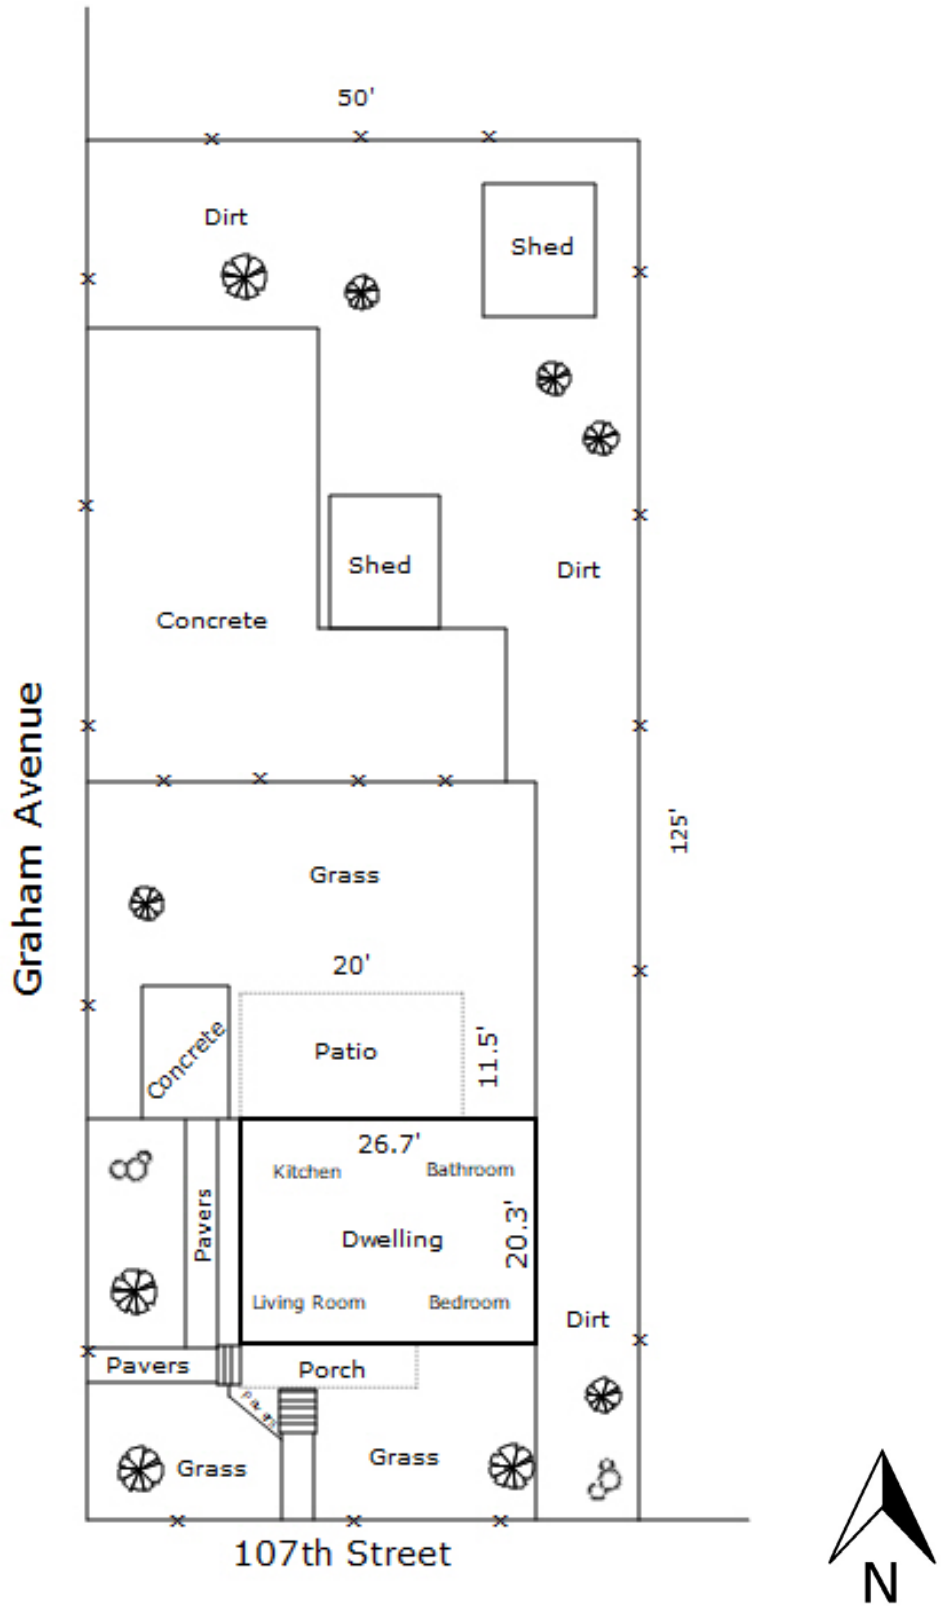 50'
Dirt
Shed
Shed
Dirt
Concrete
Graham Avenue
125'
Grass
20'
Patio
11.5'
Concrete
26.7'
Kitchen
Bathroom
Pavers
Dwelling
20.3'
Living Room
Bedroom
Dirt
Pavers
Porch
Pavers
Grass
Grass
107th Street
N